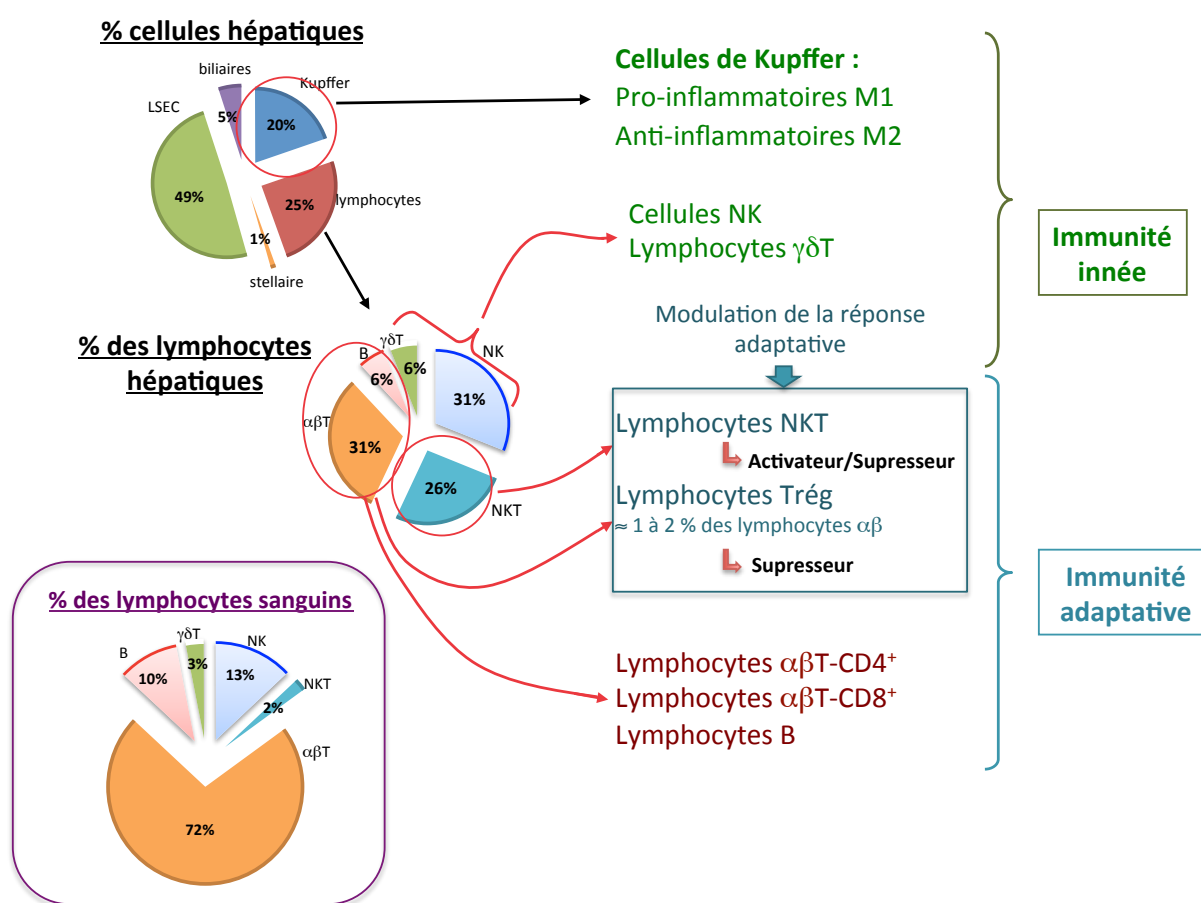 % cellules hépatiques
biliaires
Kupffer
LSEC
5%
20%
49%
25%
lymphocytes
1%
stellaire
Cellules de Kupffer :
Pro-inflammatoires M1
Anti-inflammatoires M2
Cellules NK
Lymphocytes γδT
Immunité
innée
Modulation de la réponse
adaptative
% des lymphocytes
hépatiques
γδT
B
NK
6%
6%
31%
αβT
31%
26%
NKT
Lymphocytes NKT
Activateur/Supresseur
Lymphocytes Trég
≈ 1 à 2 % des lymphocytes αβ
Supresseur
Immunité
adaptative
% des lymphocytes sanguins
γδT
B
NK
3%
10%
13%
NKT
2%
αβT
72%
Lymphocytes αβT-CD4⁺
Lymphocytes αβT-CD8⁺
Lymphocytes B